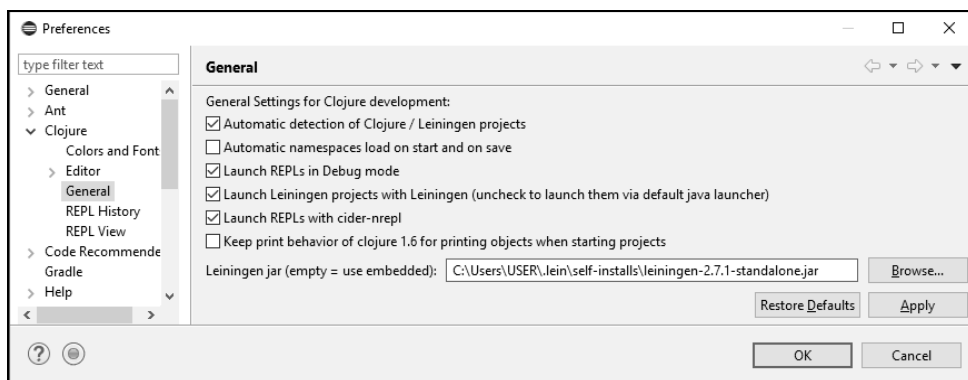 Preferences
type filter text
General
Ant
Clojure
Colors and Font
Editor
General
REPL History
REPL View
Code Recommende
Gradle
Help
General
General Settings for Clojure development:
Automatic detection of Clojure / Leiningen projects
Automatic namespaces load on start and on save
Launch REPLs in Debug mode
Launch Leiningen projects with Leiningen (uncheck to launch them via default java launcher)
Launch REPLs with cider-nrepl
Keep print behavior of clojure 1.6 for printing objects when starting projects
Leiningen jar (empty = use embedded): C:\Users\USER\.lein\self-installs\leiningen-2.7.1-standalone.jar Browse...
Restore Defaults Apply
? OK Cancel